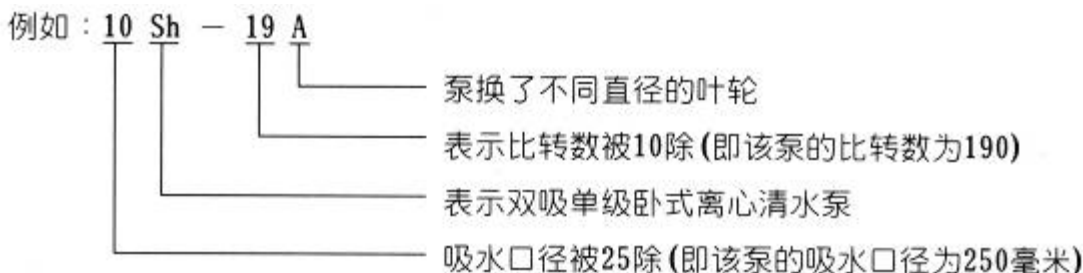 例如：10 Sh - 19 A
泵换了不同直径的叶轮
表示比转数被10除(即该泵的比转数为190)
表示双吸单级卧式离心清水泵
吸水口径被25除(即该泵的吸水口径为250毫米)